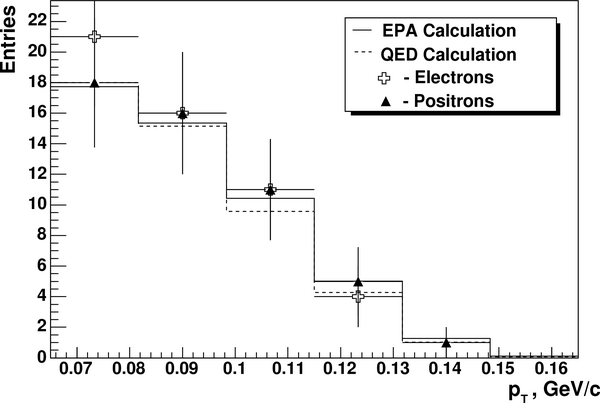 Entries
22
20
18
16
14
12
10
8
6
4
2
0
EPA Calculation
QED Calculation
- Electrons
- Positrons
0.07 0.08 0.09 0.1 0.11 0.12 0.13 0.14 0.15 0.16
pT , GeV/c